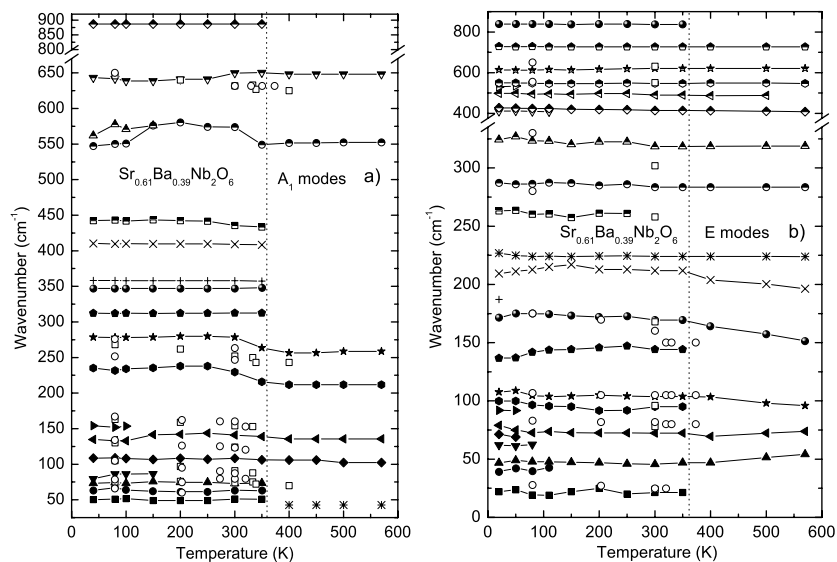 900
850
800
650
600
550
500
450
400
350
300
250
200
150
100
50
0 100 200 300 400 500 600
Temperature (K)
Wavenumber (cm⁻¹)
Sr₀.₆₁Ba₀.₃₉Nb₂O₆
A₁ modes
a)
800
700
600
500
400
300
250
200
150
100
50
0
0 100 200 300 400 500 600
Temperature (K)
Wavenumber (cm⁻¹)
Sr₀.₆₁Ba₀.₃₉Nb₂O₆
E modes
b)